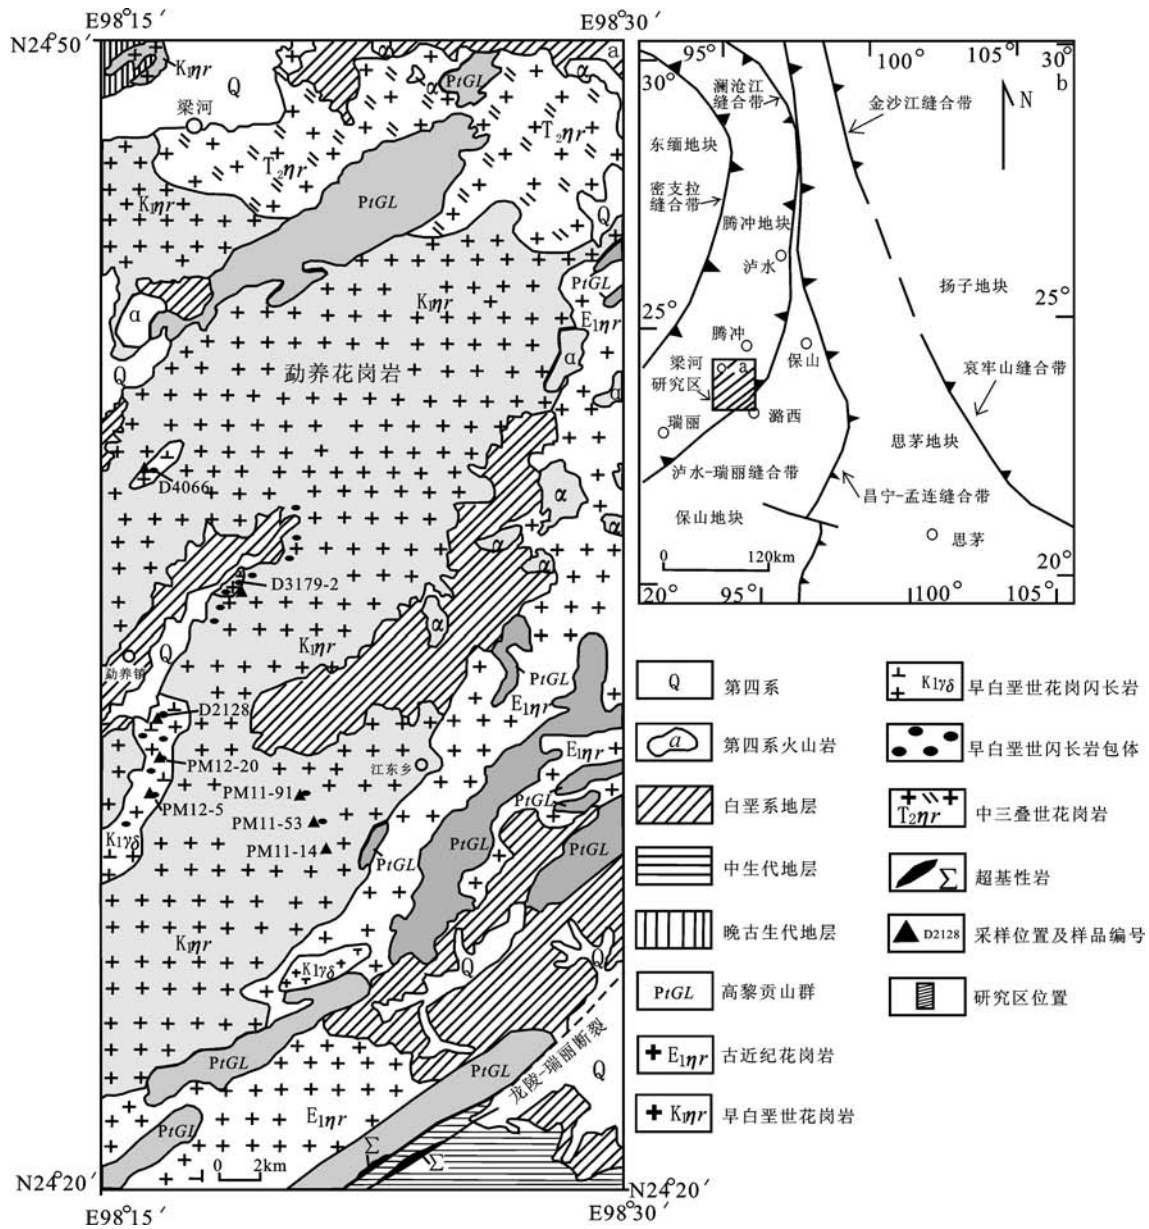 E98°15′
E98°30′
N24°50′
a
K₁ηr
Q
α
PtGL
梁河
T₂ηr
T₂ηr
K₁ηr
PtGL
Q
PtGL
K₁ηr
E₁ηr
α
α
Q
勐养花岗岩
α
D4066
α
α
α
D3179-2
α
K₁ηr
Q
勐养镇
PtGL
D2128
E₁ηr
E₁ηr
PM12-20
江东乡
PM11-91
PtGL
PM12-5
PM11-53
K1γδ
PM11-14
PtGL
PtGL
PtGL
K₁ηr
Q
Q
K1γδ
PtGL
PtGL
龙陵-瑞丽断裂
Q
E₁ηr
PtGL
Σ
Σ
0 2km
N24°20′
N24°20′
E98°15′
E98°30′
95°
100°
105°
30°
30°
b
澜沧江
缝合带
金沙江缝合带
N
东缅地块
密支拉
缝合带
腾冲地块
泸水
扬子地块
25°
25°
腾冲
保山
梁河
a
研究区
哀牢山缝合带
潞西
瑞丽
思茅地块
泸水-瑞丽缝合带
昌宁-孟连缝合带
保山地块
思茅
0 120km
20°
20°
95°
100°
105°
Q 第四系
a 第四系火山岩
白垩系地层
中生代地层
晚古生代地层
PtGL 高黎贡山群
E₁ηr 古近纪花岗岩
K₁ηr 早白垩世花岗岩
K1γδ 早白垩世花岗闪长岩
早白垩世闪长岩包体
T₂ηr 中三叠世花岗岩
Σ 超基性岩
D2128 采样位置及样品编号
研究区位置